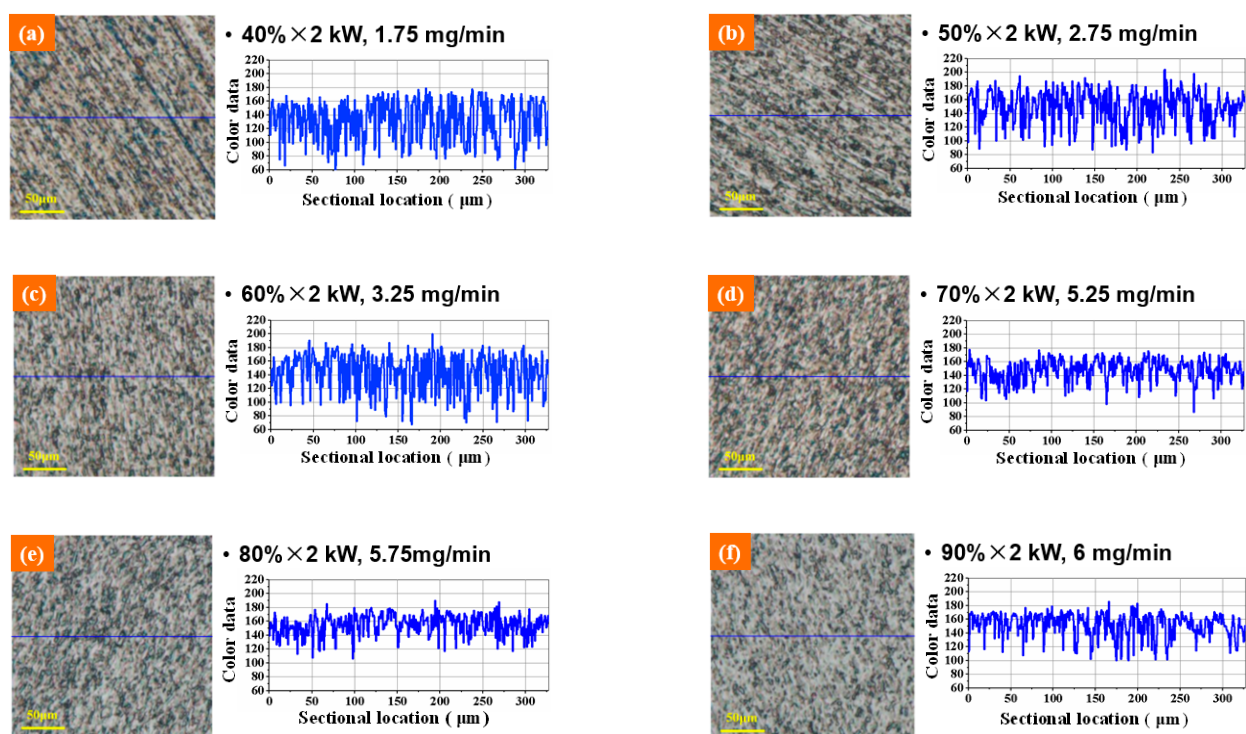 (a)
• 40%×2 kW, 1.75 mg/min
220
200
180
160
140
120
100
80
60
Color data
0 50 100 150 200 250 300
Sectional location ( μm )
50μm
(b)
• 50%×2 kW, 2.75 mg/min
220
200
180
160
140
120
100
80
60
Color data
0 50 100 150 200 250 300
Sectional location ( μm )
50μm
(c)
• 60%×2 kW, 3.25 mg/min
220
200
180
160
140
120
100
80
60
Color data
0 50 100 150 200 250 300
Sectional location ( μm )
50μm
(d)
• 70%×2 kW, 5.25 mg/min
220
200
180
160
140
120
100
80
60
Color data
0 50 100 150 200 250 300
Sectional location ( μm )
50μm
(e)
• 80%×2 kW, 5.75mg/min
220
200
180
160
140
120
100
80
60
Color data
0 50 100 150 200 250 300
Sectional location ( μm )
50μm
(f)
• 90%×2 kW, 6 mg/min
220
200
180
160
140
120
100
80
60
Color data
0 50 100 150 200 250 300
Sectional location ( μm )
50μm